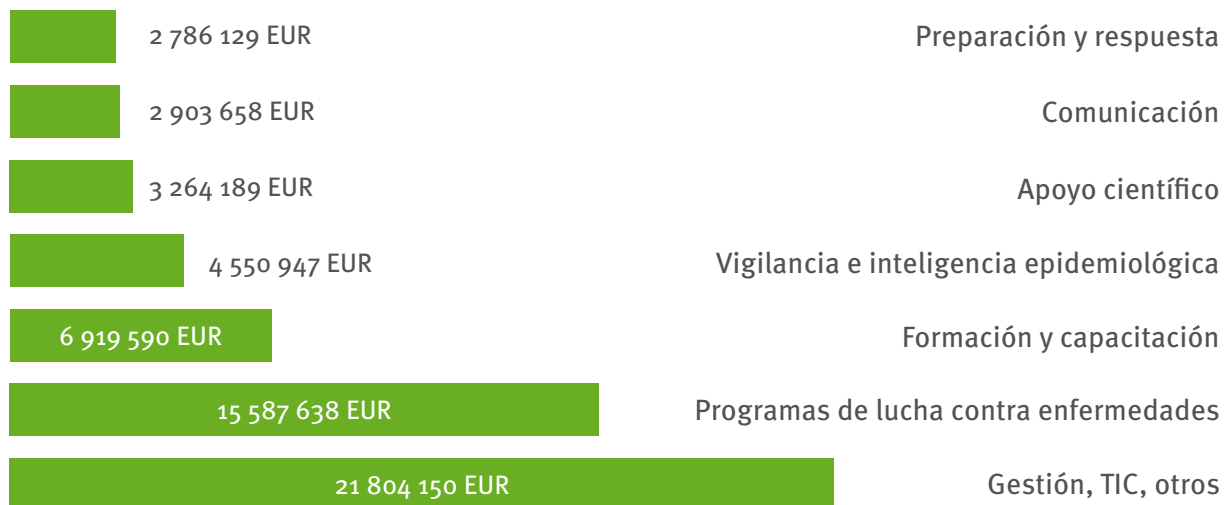 2 786 129 EUR Preparación y respuesta
2 903 658 EUR Comunicación
3 264 189 EUR Apoyo científico
4 550 947 EUR Vigilancia e inteligencia epidemiológica
6 919 590 EUR Formación y capacitación
15 587 638 EUR Programas de lucha contra enfermedades
21 804 150 EUR Gestión, TIC, otros